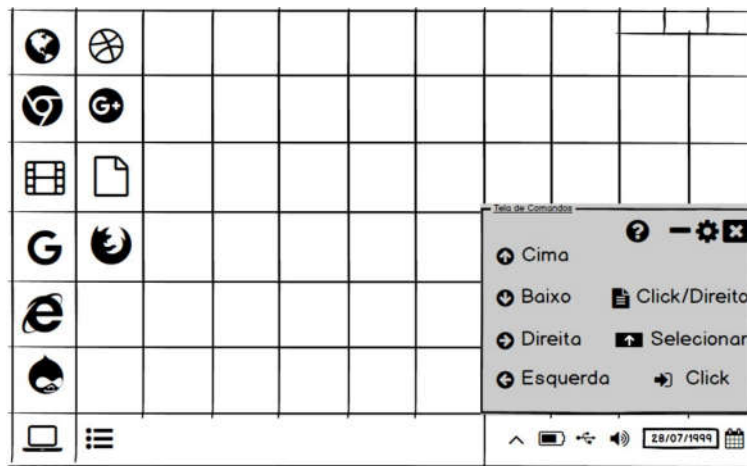 G+
G
Tela de Comandos
?
Cima
Baixo
Click/Direito
Direita
Selecionar
Esquerda
Click
28/07/1999